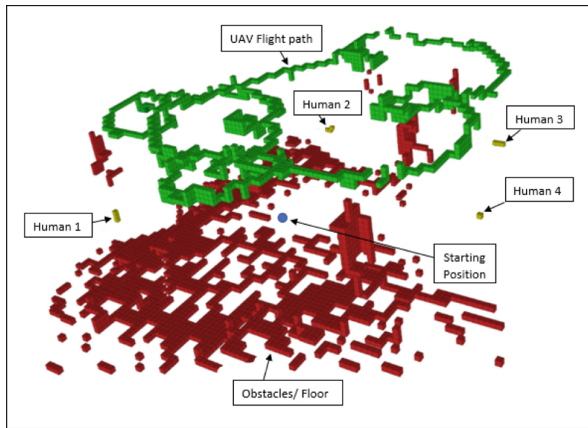 UAV Flight path
Human 2
Human 3
Human 1
Human 4
Starting
Position
Obstacles/ Floor